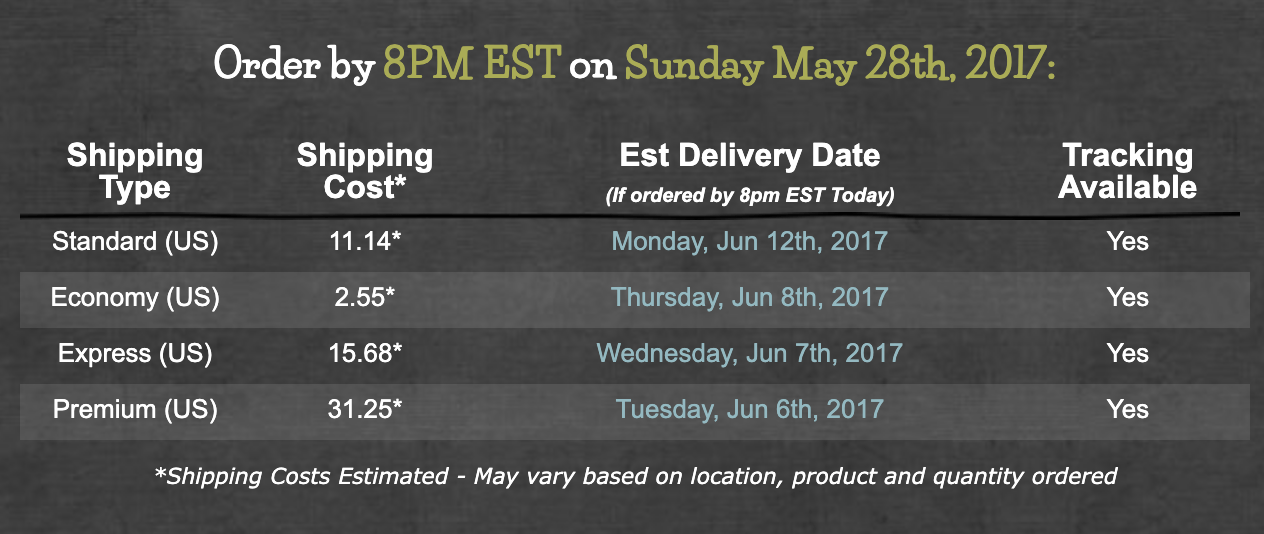 Order by 8PM EST on Sunday May 28th, 2017:
Shipping Type Shipping Cost* Est Delivery Date (If ordered by 8pm EST Today) Tracking Available
Standard (US) 11.14* Monday, Jun 12th, 2017 Yes
Economy (US) 2.55* Thursday, Jun 8th, 2017 Yes
Express (US) 15.68* Wednesday, Jun 7th, 2017 Yes
Premium (US) 31.25* Tuesday, Jun 6th, 2017 Yes
*Shipping Costs Estimated - May vary based on location, product and quantity ordered